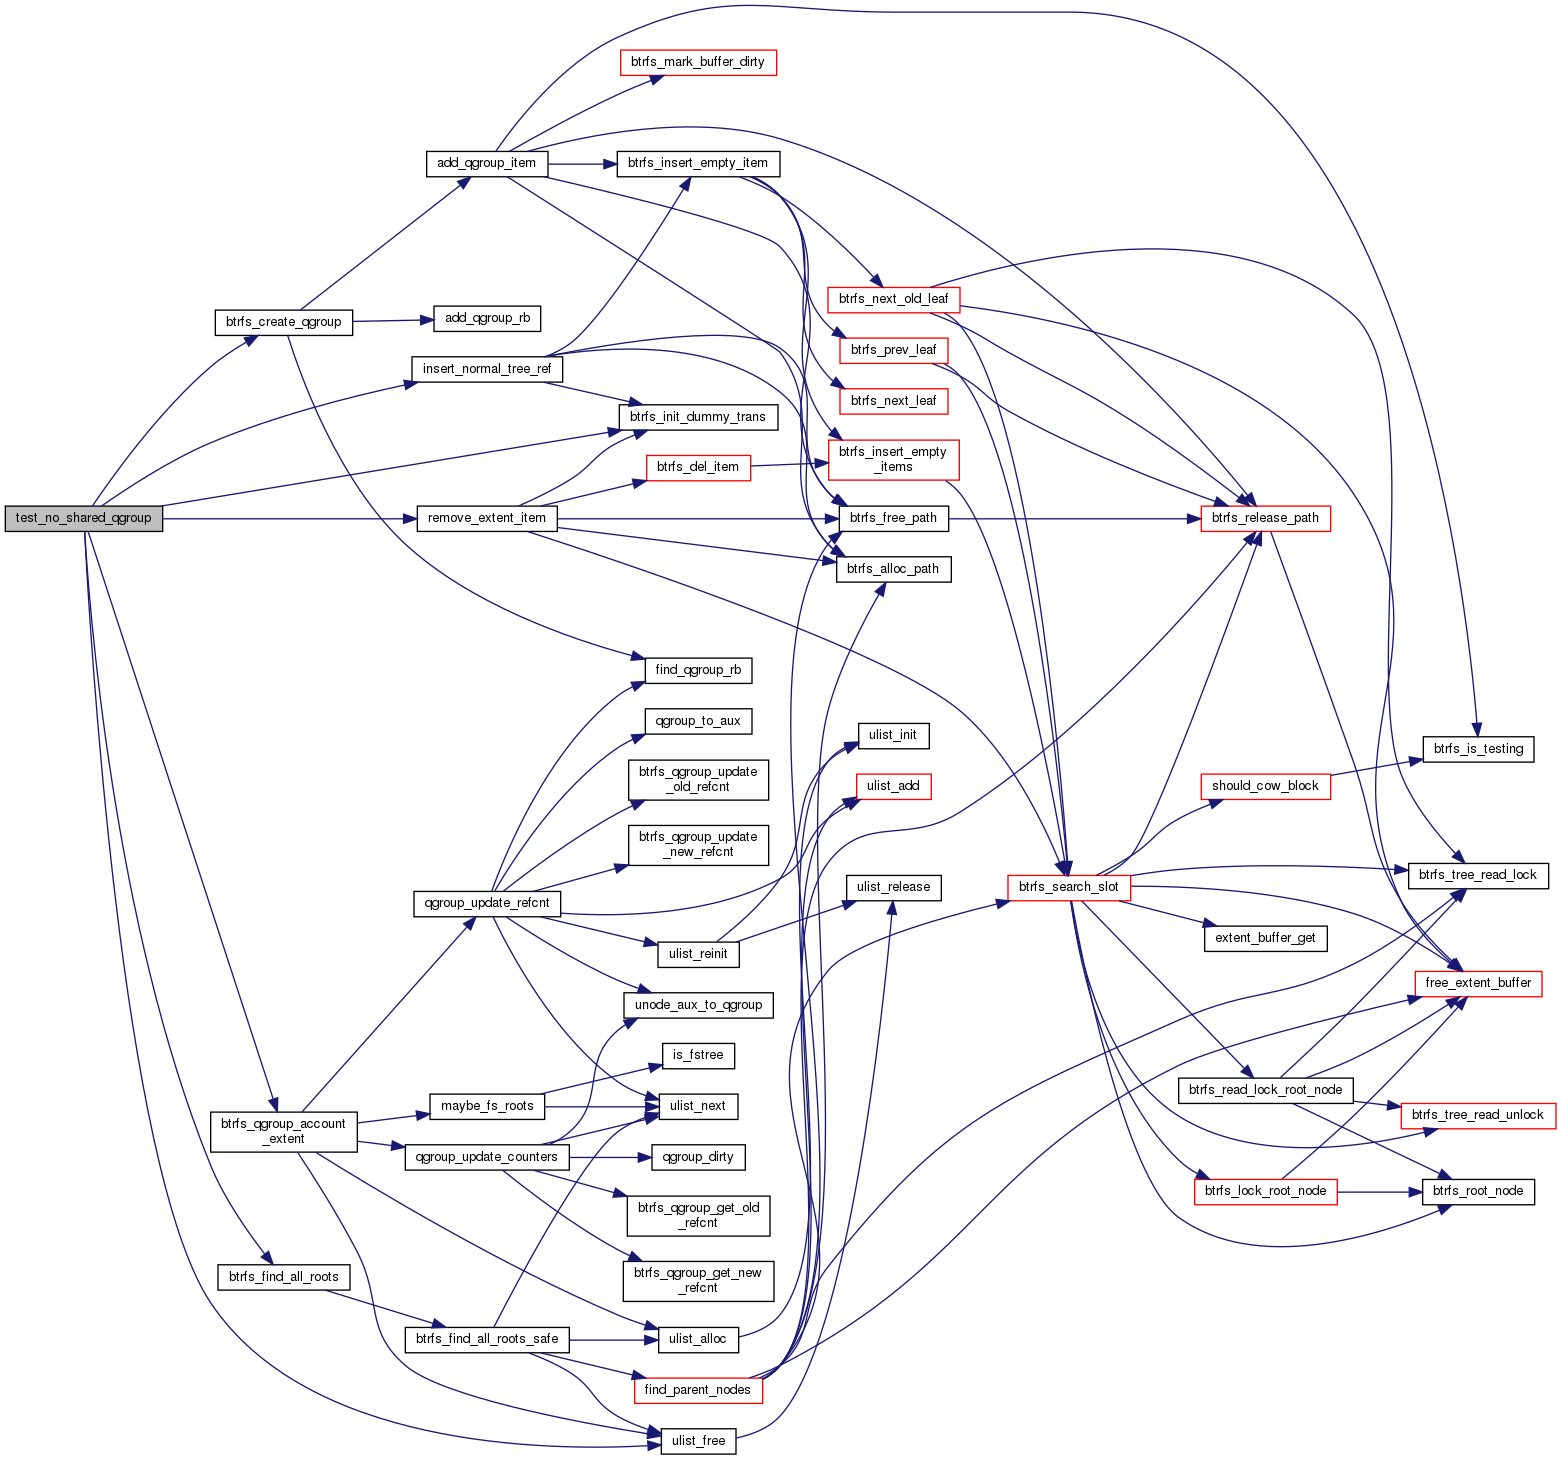 btrfs_mark_buffer_dirty
add_qgroup_item
btrfs_insert_empty_item
btrfs_next_old_leaf
btrfs_create_qgroup
add_qgroup_rb
btrfs_prev_leaf
insert_normal_tree_ref
btrfs_next_leaf
btrfs_init_dummy_trans
btrfs_insert_empty
_items
btrfs_del_item
test_no_shared_qgroup
remove_extent_item
btrfs_free_path
btrfs_release_path
btrfs_alloc_path
find_qgroup_rb
qgroup_to_aux
ulist_init
btrfs_is_testing
btrfs_qgroup_update
_old_refcnt
ulist_add
should_cow_block
btrfs_qgroup_update
_new_refcnt
btrfs_tree_read_lock
qgroup_update_refcnt
ulist_release
btrfs_search_slot
extent_buffer_get
ulist_reinit
free_extent_buffer
unode_aux_to_qgroup
is_fstree
btrfs_read_lock_root_node
maybe_fs_roots
ulist_next
btrfs_tree_read_unlock
btrfs_qgroup_account
_extent
qgroup_update_counters
qgroup_dirty
btrfs_lock_root_node
btrfs_root_node
btrfs_qgroup_get_old
_refcnt
btrfs_find_all_roots
btrfs_qgroup_get_new
_refcnt
btrfs_find_all_roots_safe
ulist_alloc
find_parent_nodes
ulist_free